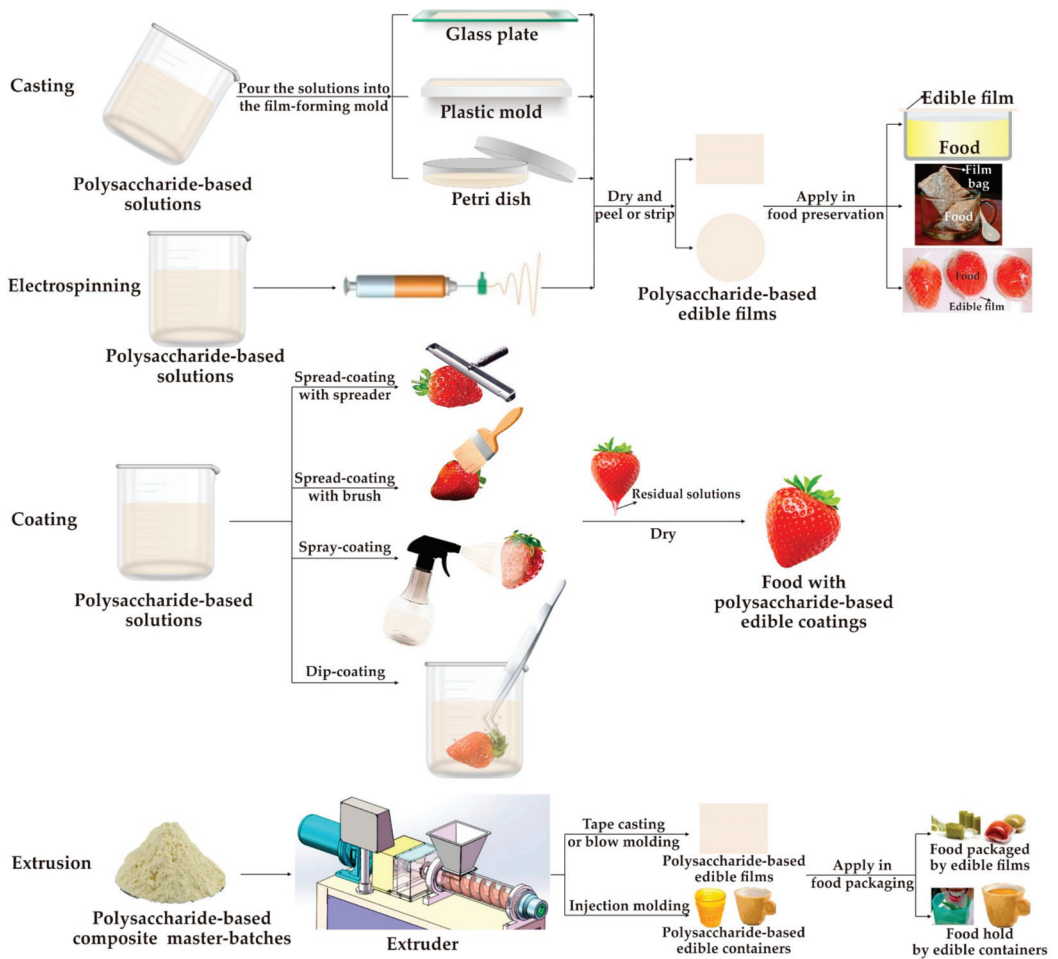 Casting
Polysaccharide-based
solutions
Pour the solutions into
the film-forming mold
Glass plate
Plastic mold
Petri dish
Dry and
peel or strip
Polysaccharide-based
edible films
Apply in
food preservation
Edible film
Food
Film
bag
Food
Food
Edible film
Electrospinning
Polysaccharide-based
solutions
Coating
Polysaccharide-based
solutions
Spread-coating
with spreader
Spread-coating
with brush
Spray-coating
Dip-coating
Residual solutions
Dry
Food with
polysaccharide-based
edible coatings
Extrusion
Polysaccharide-based
composite master-batches
Extruder
Tape casting
or blow molding
Polysaccharide-based
edible films
Injection molding
Polysaccharide-based
edible containers
Apply in
food packaging
Food packaged
by edible films
Food hold
by edible containers